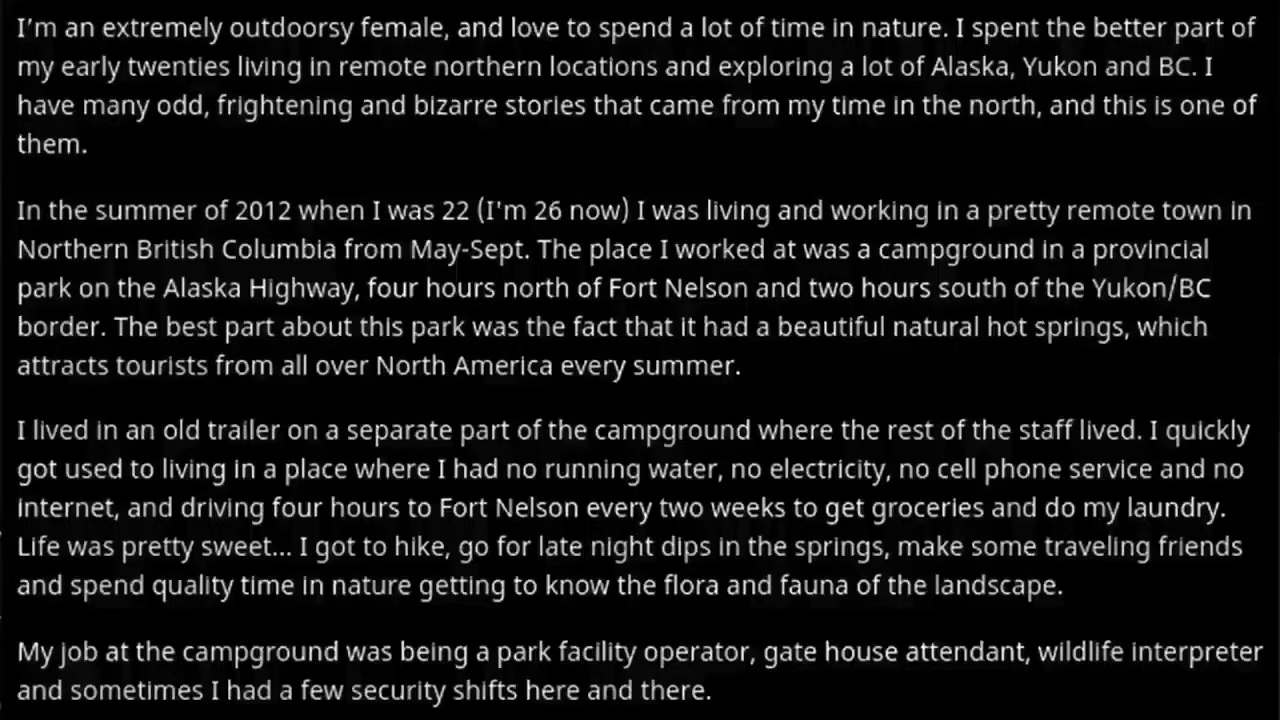 I'm an extremely outdoorsy female, and love to spend a lot of time in nature. I spent the better part of
my early twenties living in remote northern locations and exploring a lot of Alaska, Yukon and BC. I
have many odd, frightening and bizarre stories that came from my time in the north, and this is one of
them.
In the summer of 2012 when I was 22 (I'm 26 now) I was living and working in a pretty remote town in
Northern British Columbia from May-Sept. The place I worked at was a campground in a provincial
park on the Alaska Highway, four hours north of Fort Nelson and two hours south of the Yukon/BC
border. The best part about this park was the fact that it had a beautiful natural hot springs, which
attracts tourists from all over North America every summer.
I lived in an old trailer on a separate part of the campground where the rest of the staff lived. I quickly
got used to living in a place where I had no running water, no electricity, no cell phone service and no
internet, and driving four hours to Fort Nelson every two weeks to get groceries and do my laundry.
Life was pretty sweet... I got to hike, go for late night dips in the springs, make some traveling friends
and spend quality time in nature getting to know the flora and fauna of the landscape.
My job at the campground was being a park facility operator, gate house attendant, wildlife interpreter
and sometimes I had a few security shifts here and there.